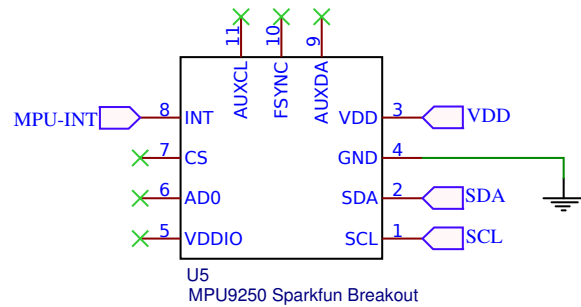 11
10
9
AUXCL
FSYNC
AUXDA
MPU-INT 8 INT VDD 3 VDD
7 CS GND 4
6 AD0 SDA 2 SDA
5 VDDIO SCL 1 SCL
U5
MPU9250 Sparkfun Breakout